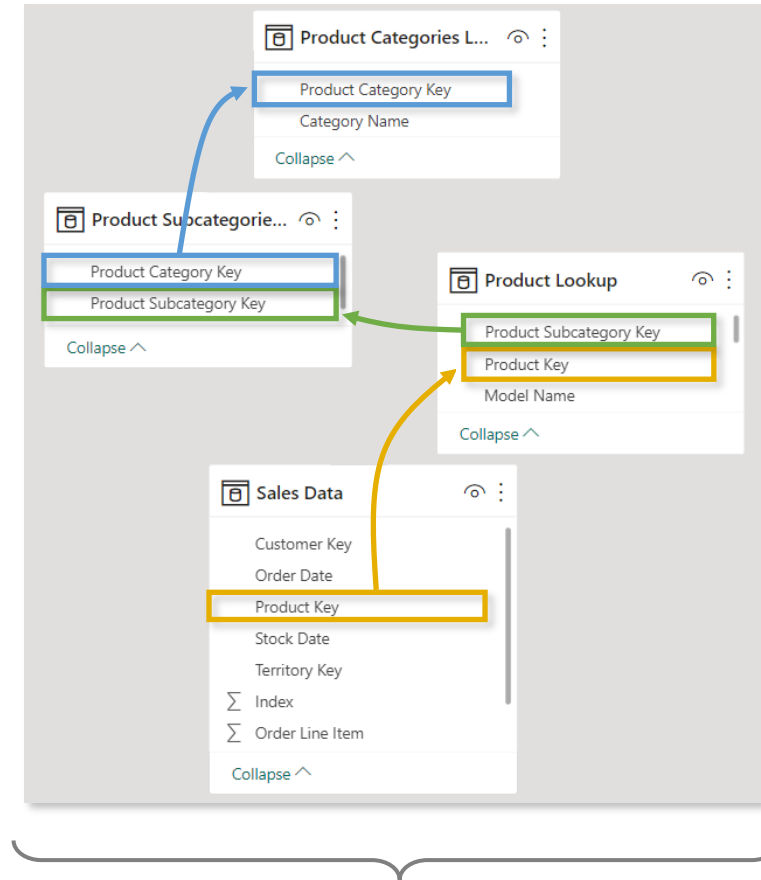 Product Categories L...
Product Category Key
Category Name
Collapse
Product Subcategorie...
Product Category Key
Product Subcategory Key
Collapse
Product Lookup
Product Subcategory Key
Product Key
Model Name
Collapse
Sales Data
Customer Key
Order Date
Product Key
Stock Date
Territory Key
Σ Index
Σ Order Line Item
Collapse